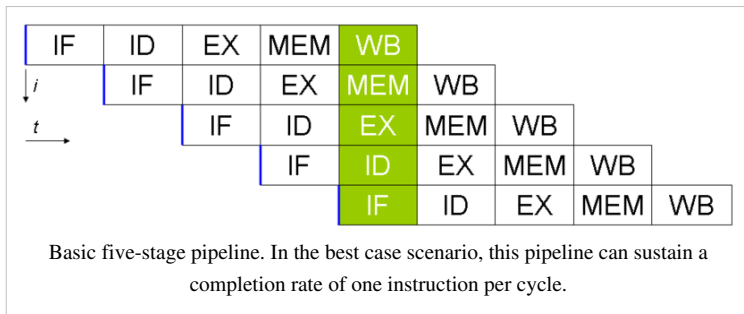 IF ID EX MEM WB
i IF ID EX MEM WB
t IF ID EX MEM WB
IF ID EX MEM WB
IF ID EX MEM WB
Basic five-stage pipeline. In the best case scenario, this pipeline can sustain a
completion rate of one instruction per cycle.